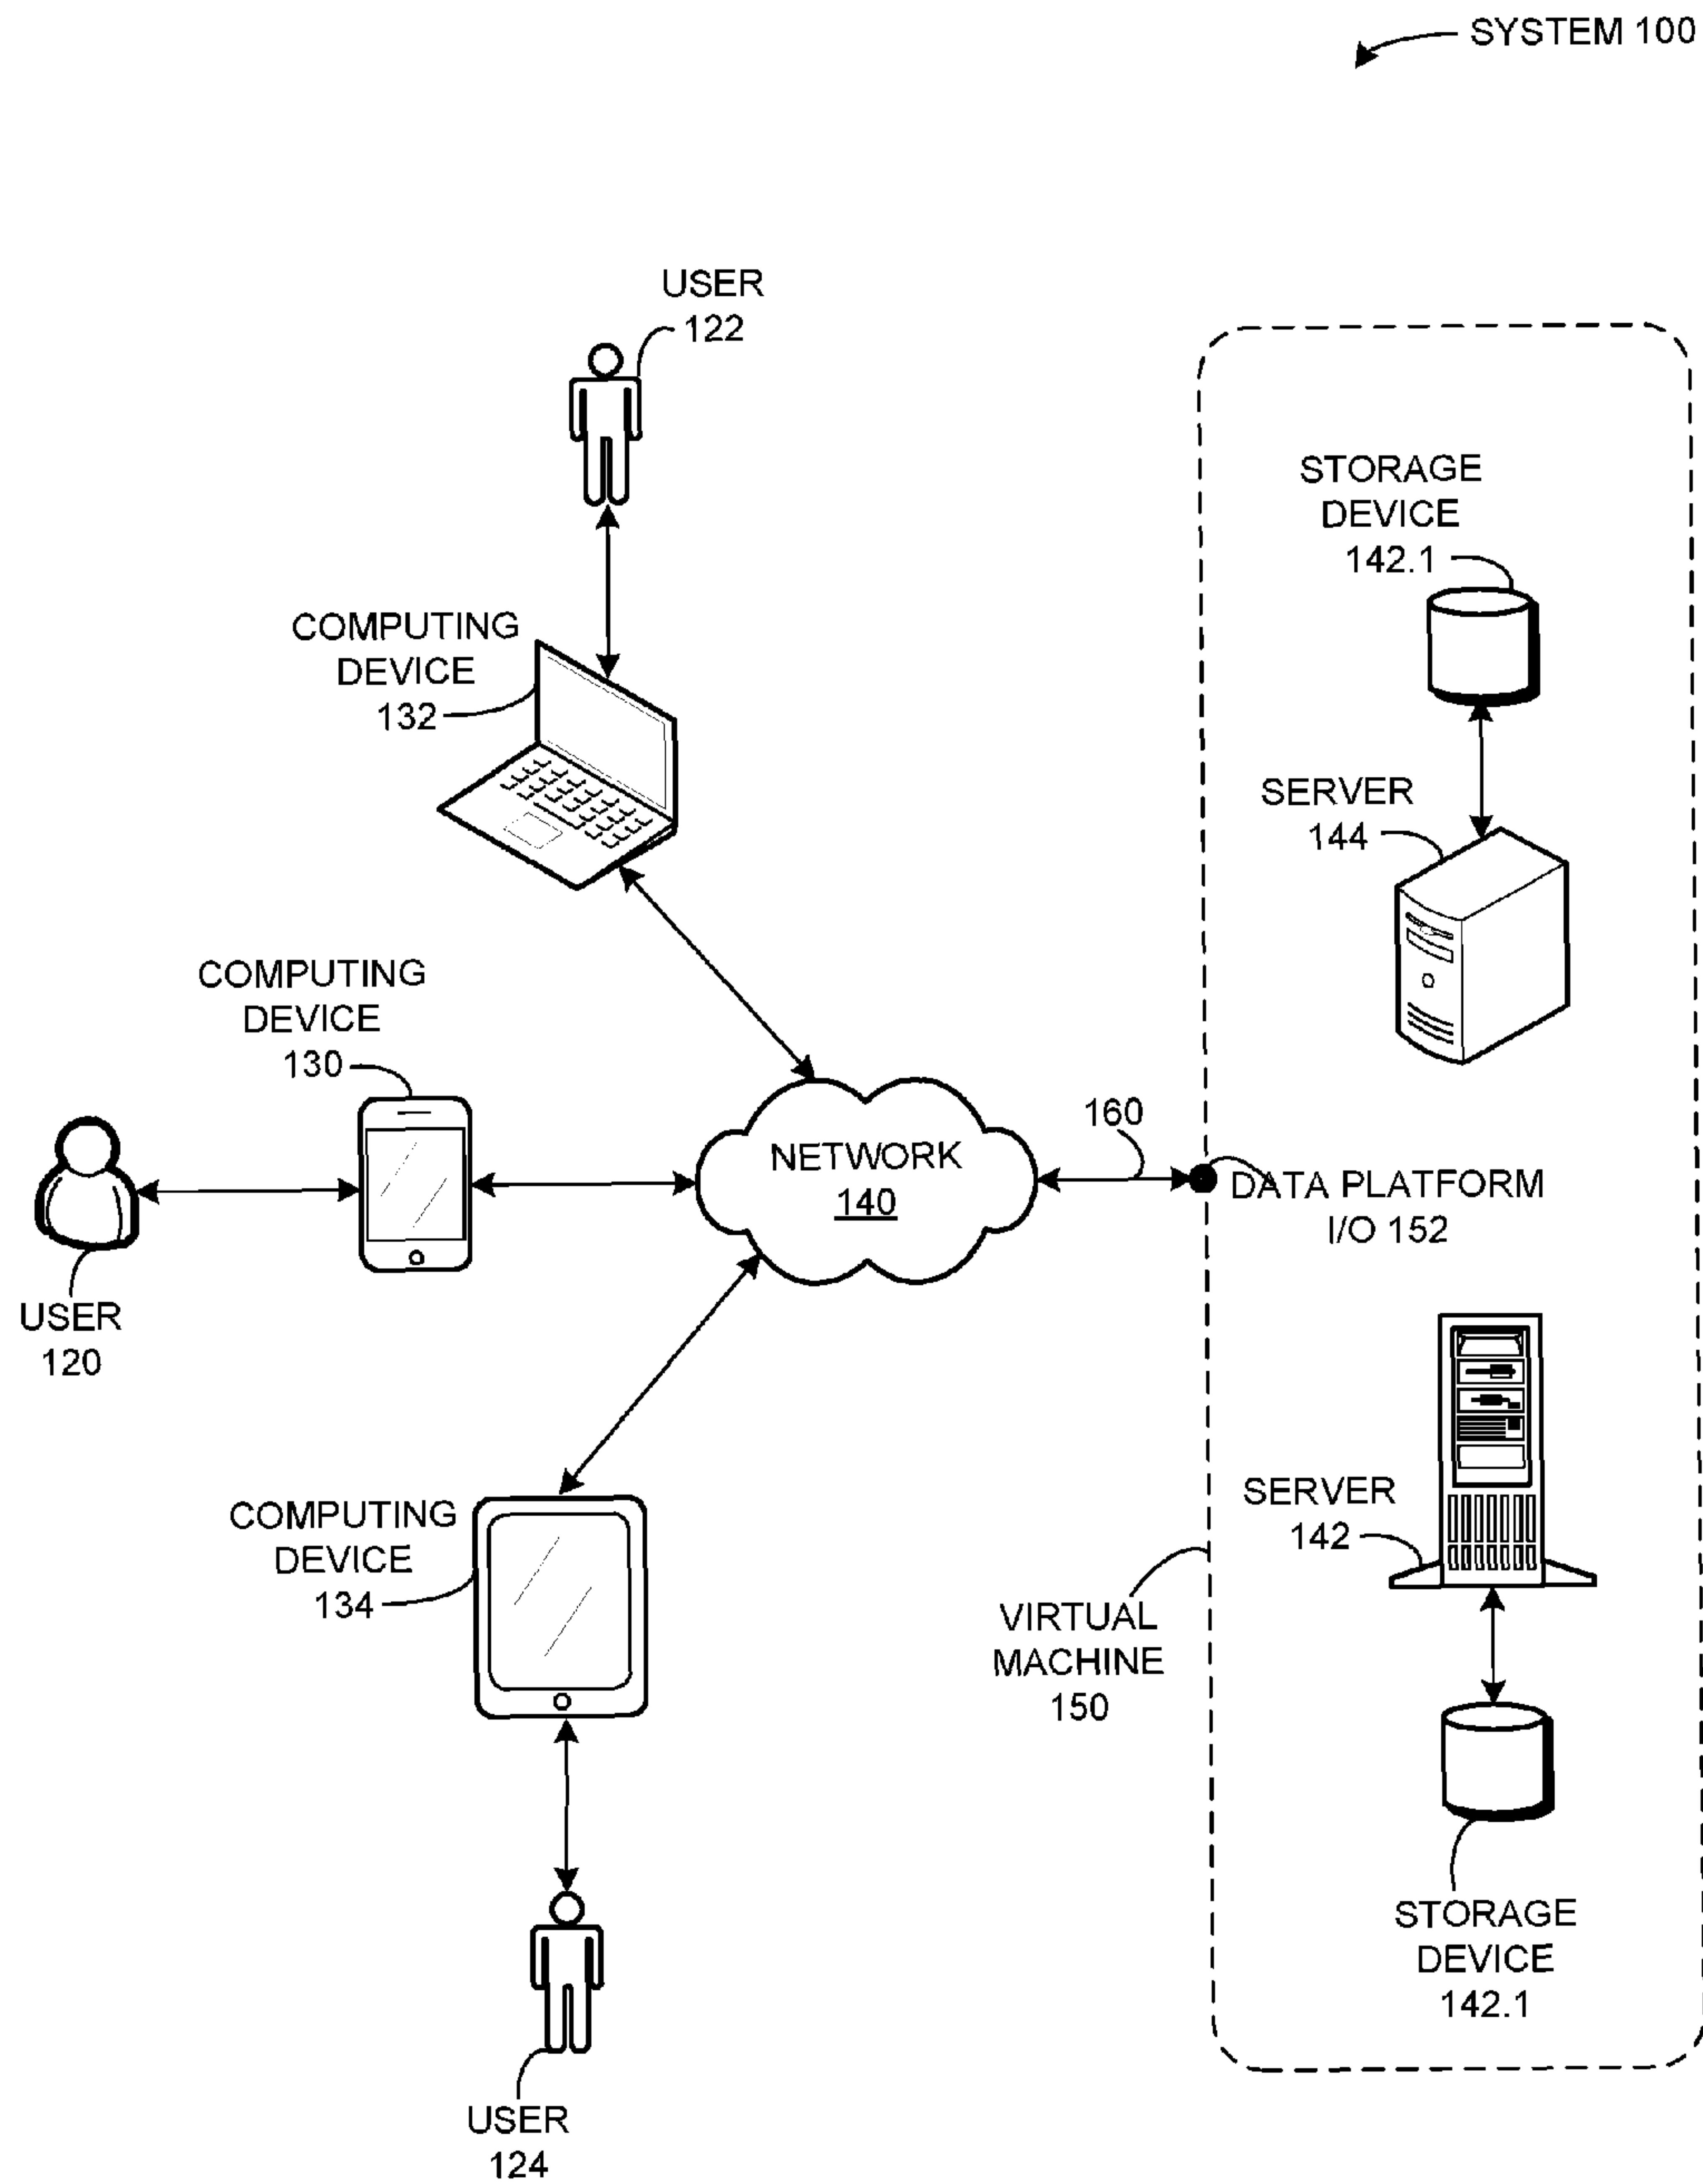 SYSTEM 100
USER
122
STORAGE
DEVICE
142.1
COMPUTING
DEVICE
132
SERVER
144
COMPUTING
DEVICE
130
160
NETWORK
140
DATA PLATFORM
I/O 152
USER
120
SERVER
142
COMPUTING
DEVICE
134
VIRTUAL
MACHINE
150
STORAGE
DEVICE
142.1
USER
124